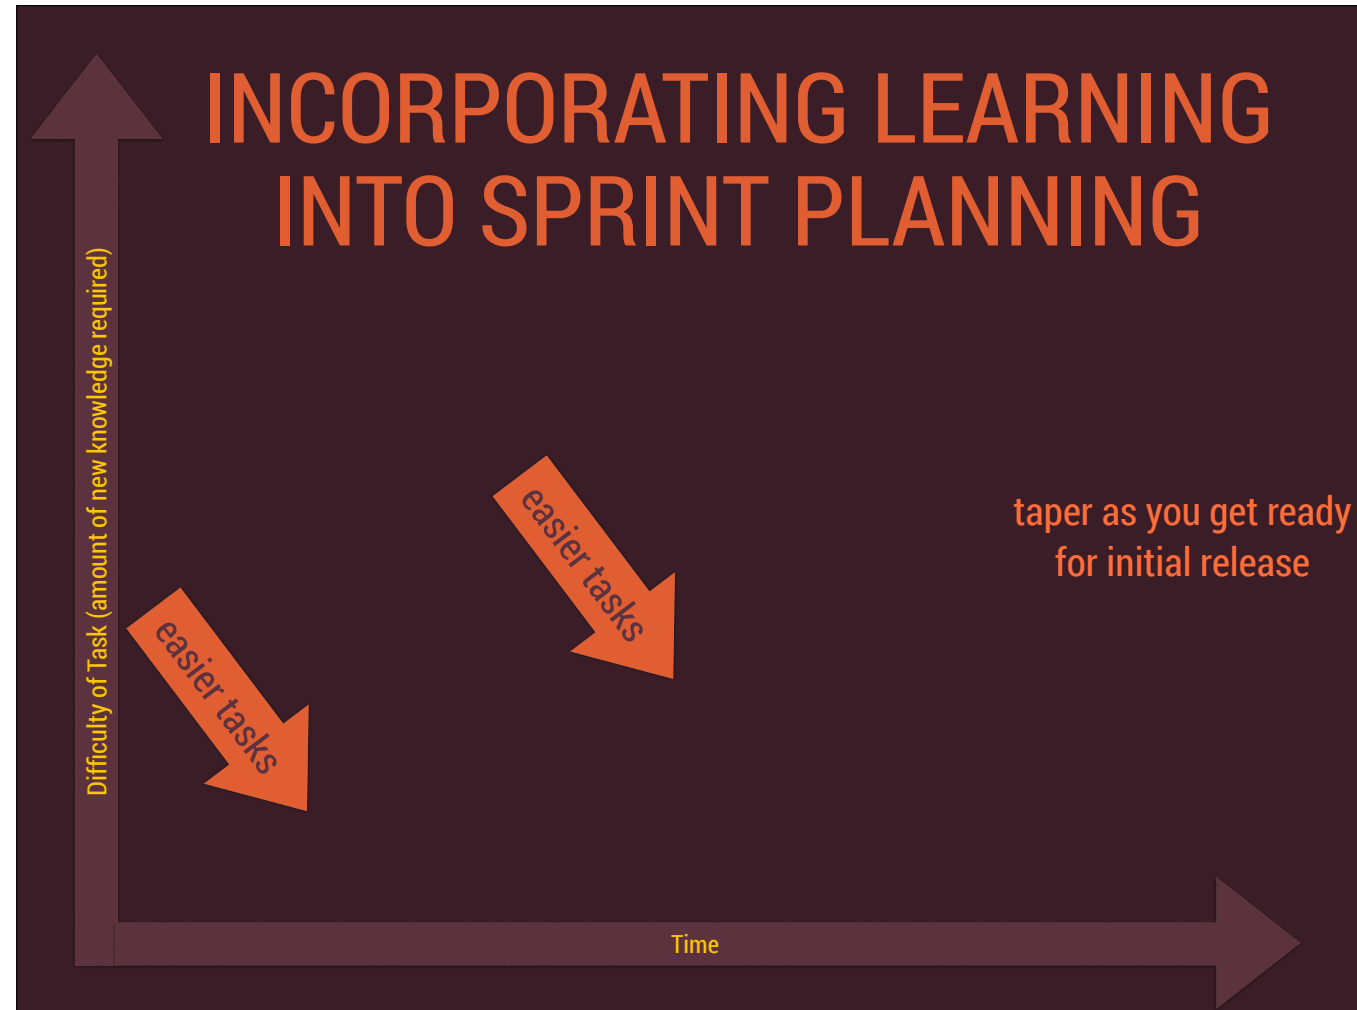 INCORPORATING LEARNING
INTO SPRINT PLANNING
Difficulty of Task (amount of new knowledge required)
easier tasks
easier tasks
taper as you get ready
for initial release
Time